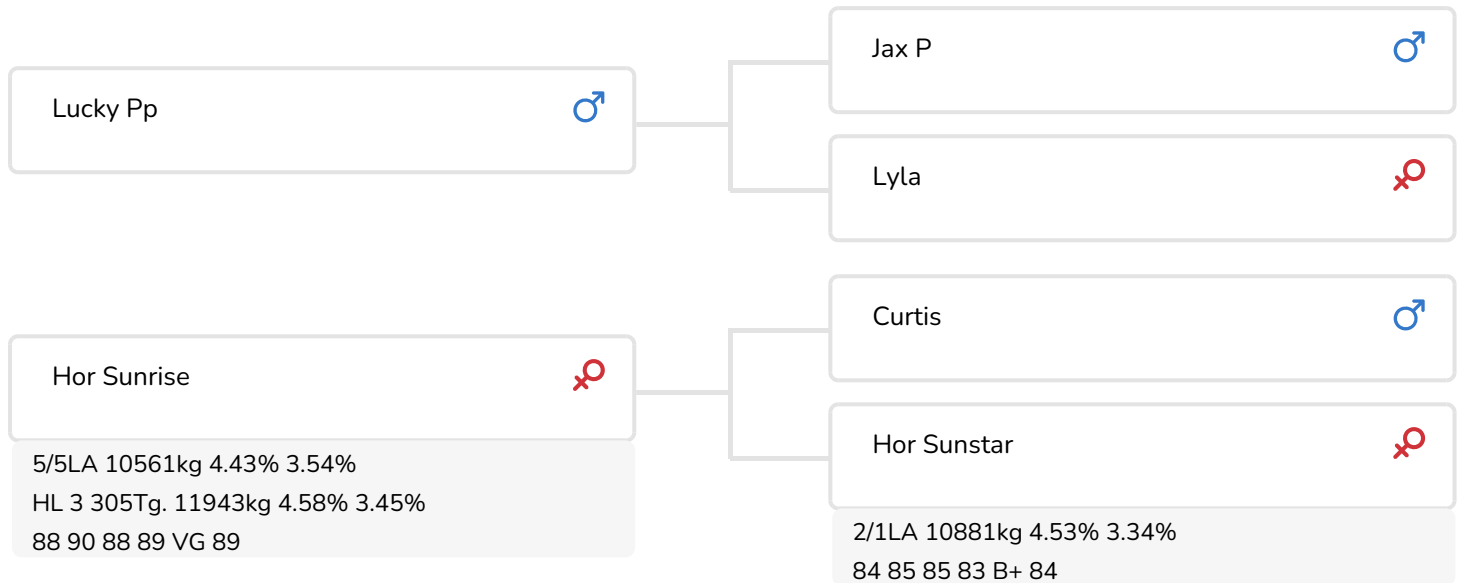 Lucky Pp
Jax P
Lyla
Hor Sunrise
5/5LA 10561kg 4.43% 3.54%
HL 3 305Tg. 11943kg 4.58% 3.45%
88 90 88 89 VG 89
Curtis
Hor Sunstar
2/1LA 10881kg 4.53% 3.34%
84 85 85 83 B+ 84